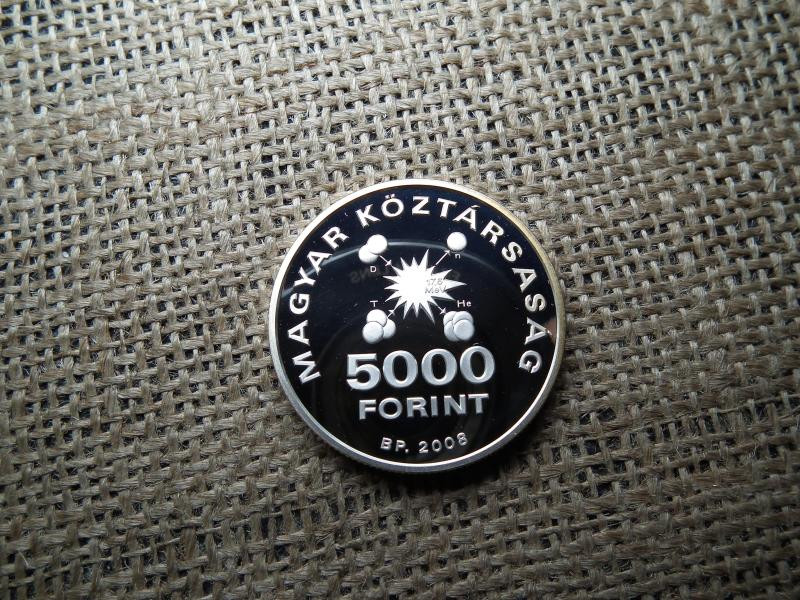 MAGYAR KÖZTÁRSASÁG
D n
17.6
MeV
T He
5000
FORINT
BP. 2008